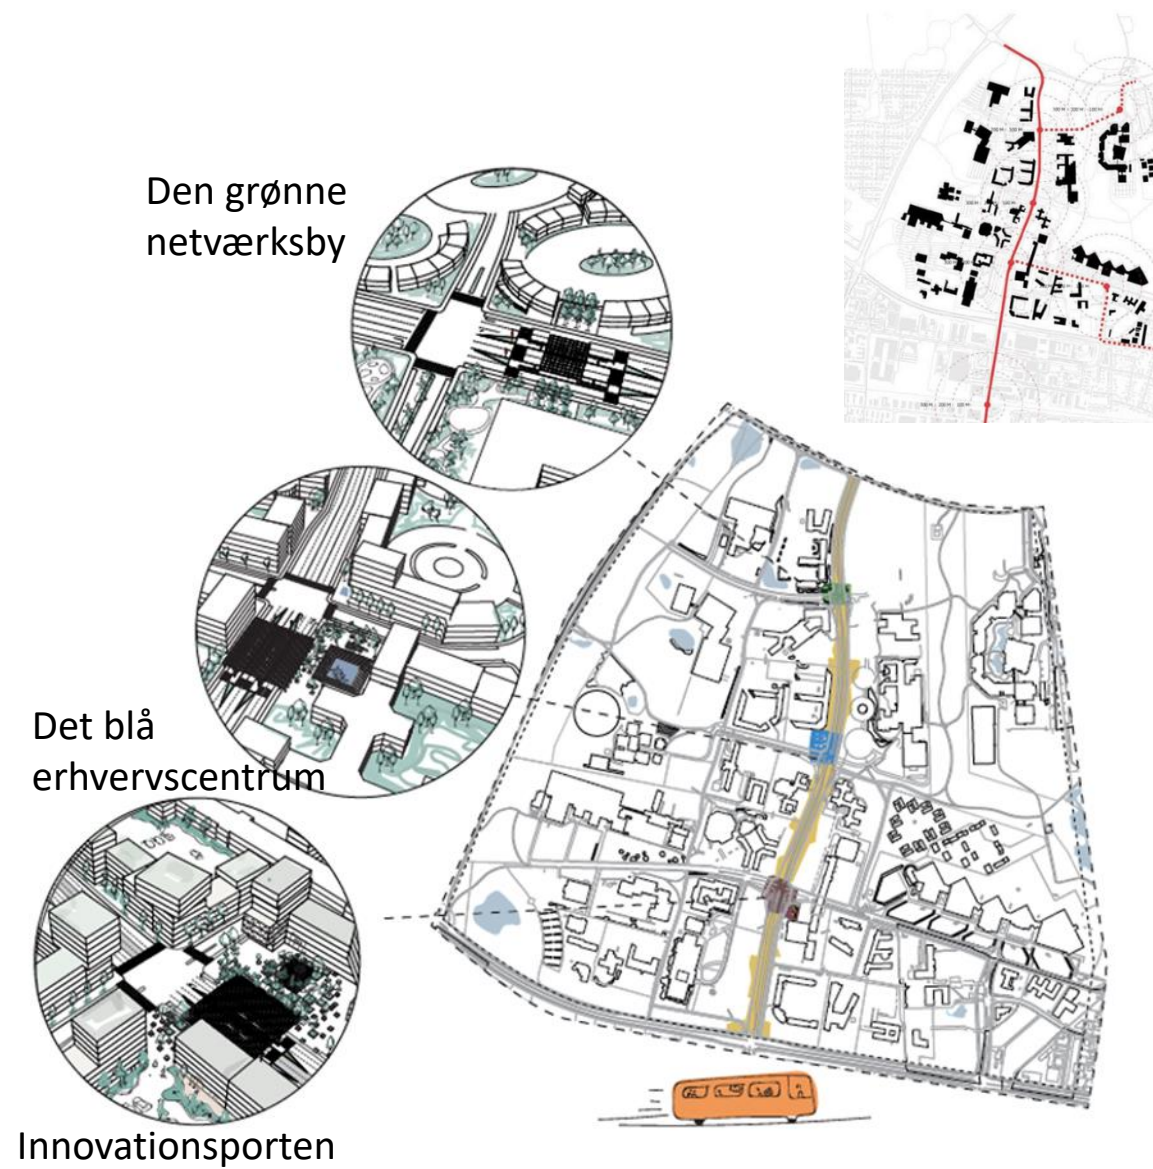 Den grønne
netværksby
Det blå
erhvervscentrum
Innovationsporten